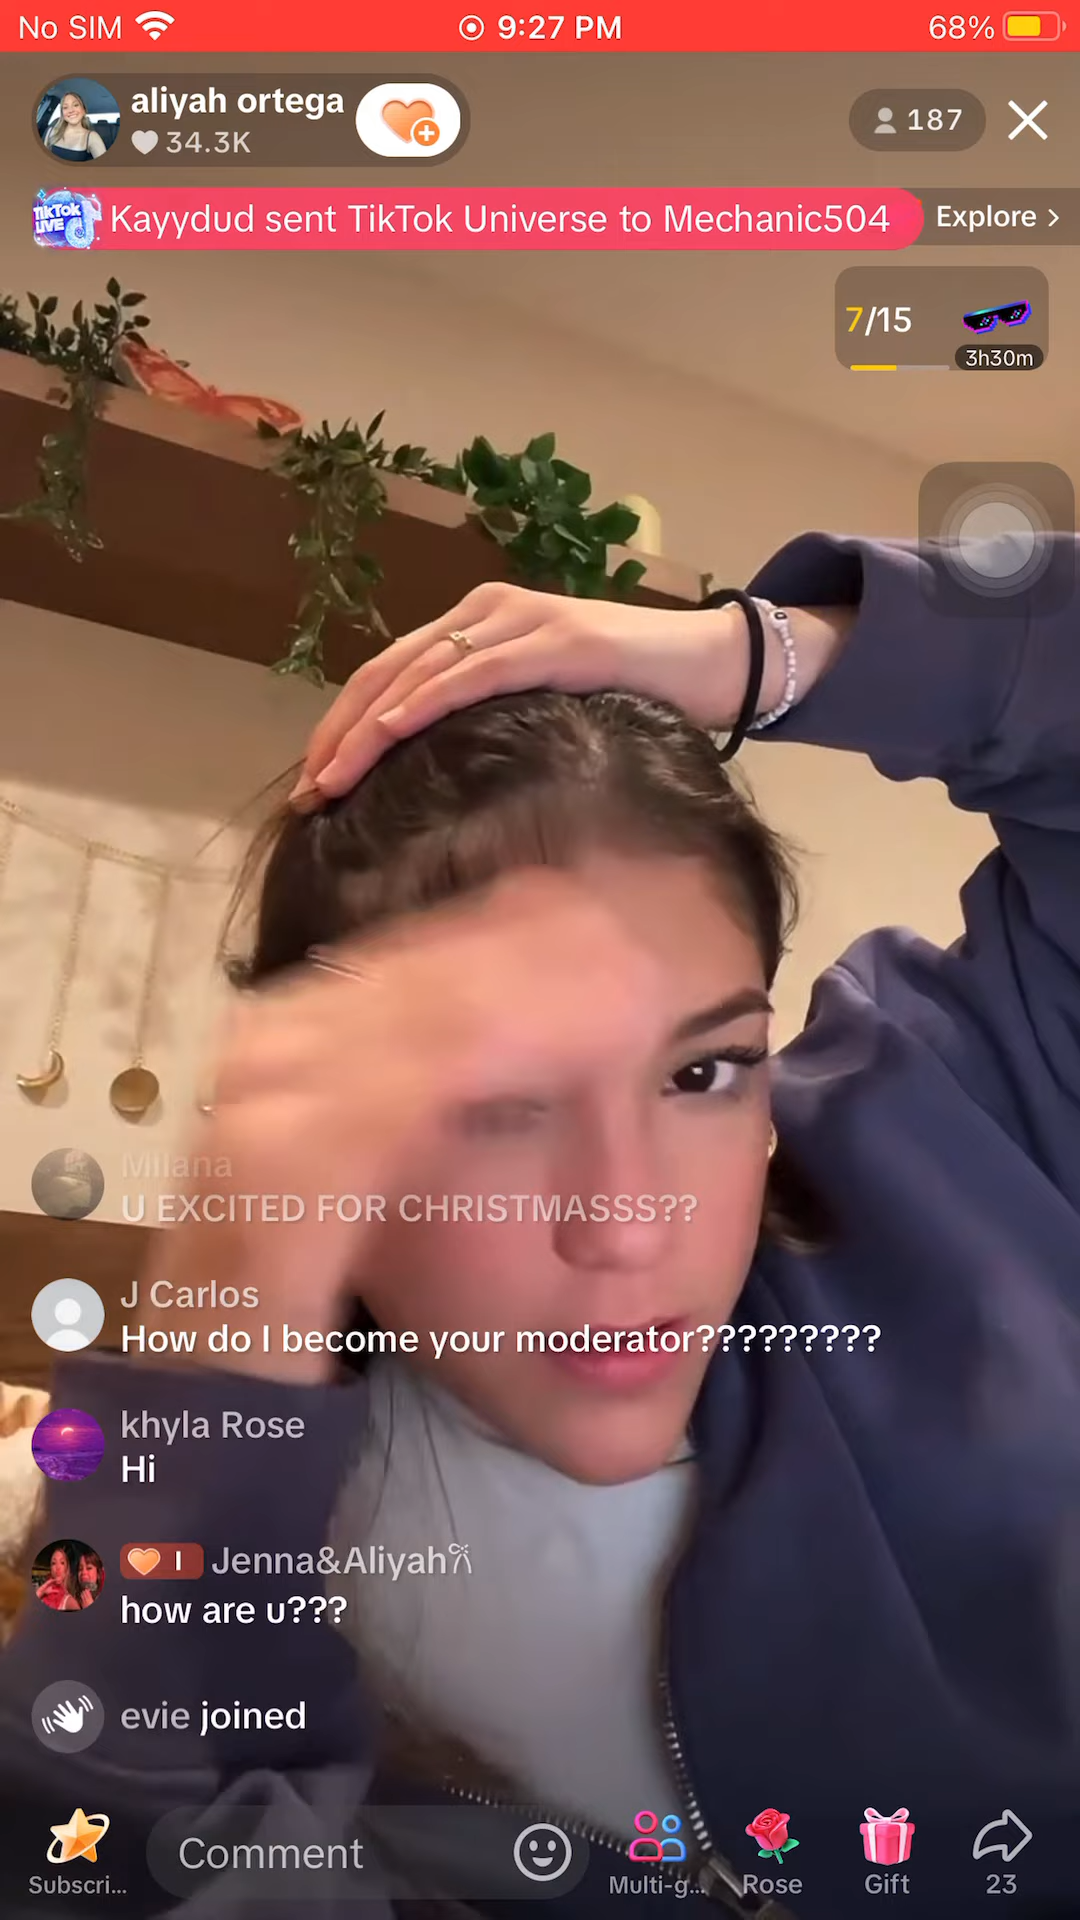 No SIM 9:27 PM 68%
aliyah ortega
34.3K
187
TikTok LIVE
Kayydud sent TikTok Universe to Mechanic504
Explore >
7/15
3h30m
Milana
U EXCITED FOR CHRISTMASSS??
J Carlos
How do I become your moderator?????????
khyla Rose
Hi
I Jenna&Aliyah
how are u???
evie joined
Comment
Subscri... Multi-g... Rose Gift 23